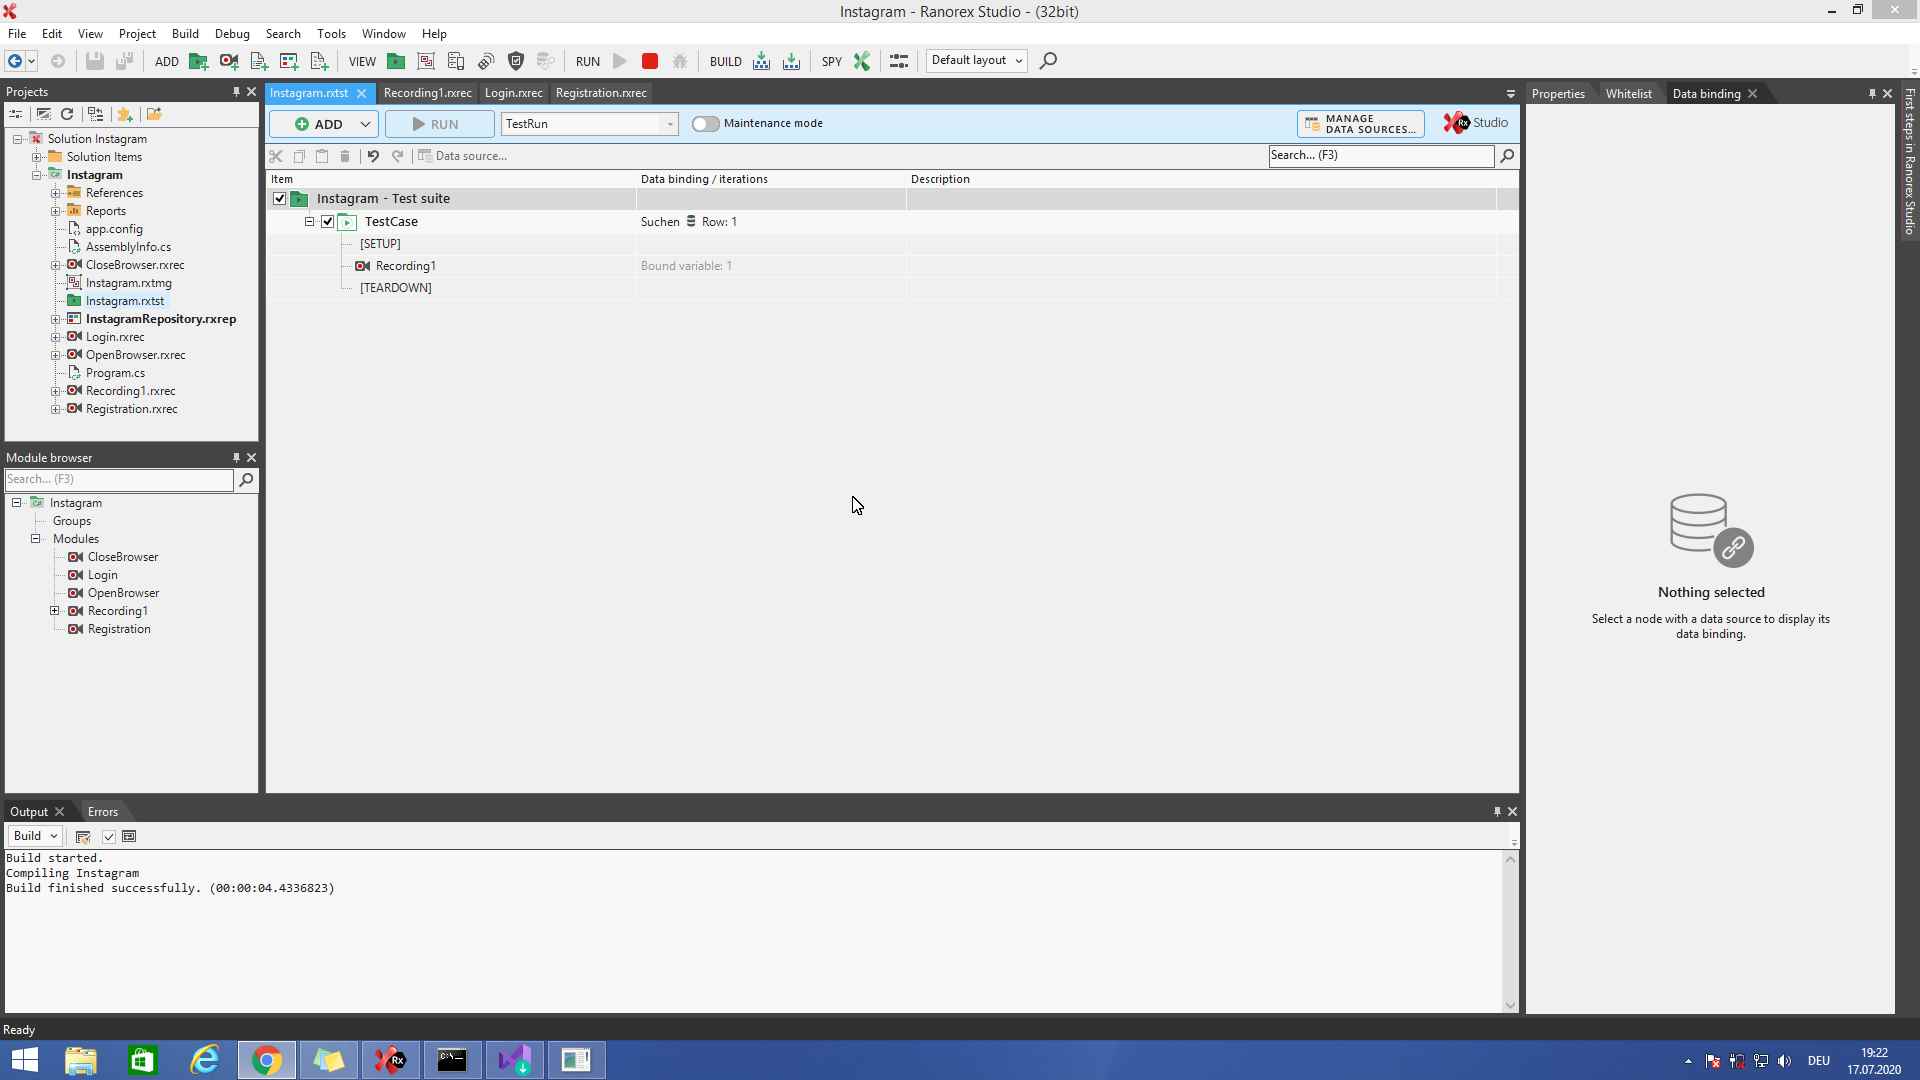 Instagram - Ranorex Studio - (32bit)
File Edit View Project Build Debug Search Tools Window Help
ADD VIEW RUN BUILD SPY Default layout
Projects
Instagram.rxtst Recording1.rxrec Login.rxrec Registration.rxrec
Properties Whitelist Data binding
First steps in Ranorex Studio
ADD RUN TestRun Maintenance mode
MANAGE
DATA SOURCES...
Rx Studio
Data source...
Search... (F3)
Item Data binding / iterations Description
Instagram - Test suite
TestCase Suchen Row: 1
[SETUP]
Recording1 Bound variable: 1
[TEARDOWN]
Solution Instagram
Solution Items
Instagram
References
Reports
app.config
AssemblyInfo.cs
CloseBrowser.rxrec
Instagram.rxtmg
Instagram.rxtst
InstagramRepository.rxrep
Login.rxrec
OpenBrowser.rxrec
Program.cs
Recording1.rxrec
Registration.rxrec
Module browser
Search... (F3)
Instagram
Groups
Modules
CloseBrowser
Login
OpenBrowser
Recording1
Registration
Nothing selected
Select a node with a data source to display its
data binding.
Output Errors
Build
Build started.
Compiling Instagram
Build finished successfully. (00:00:04.4336823)
Ready
Rx
C:\.
DEU
19:22
17.07.2020